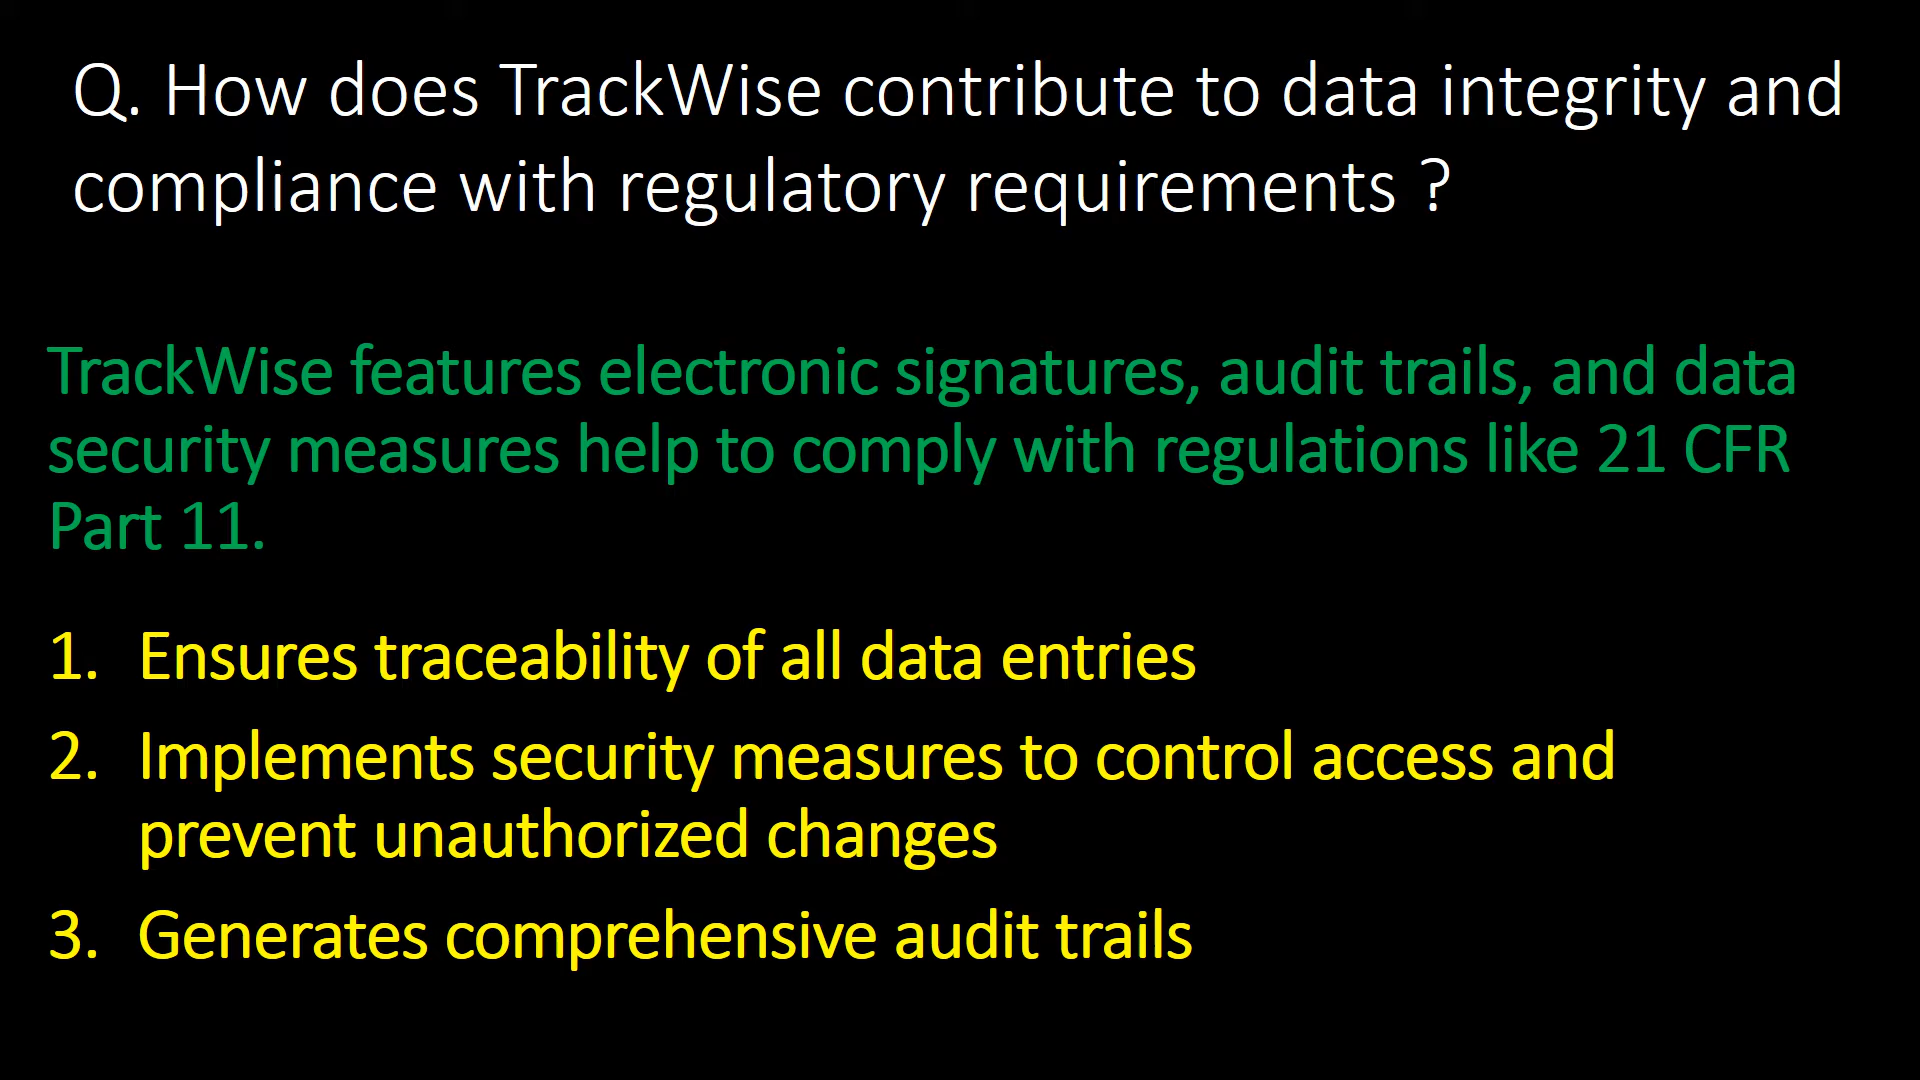 Q. How does TrackWise contribute to data integrity and
compliance with regulatory requirements ?
TrackWise features electronic signatures, audit trails, and data
security measures help to comply with regulations like 21 CFR
Part 11.
1. Ensures traceability of all data entries
2. Implements security measures to control access and
prevent unauthorized changes
3. Generates comprehensive audit trails